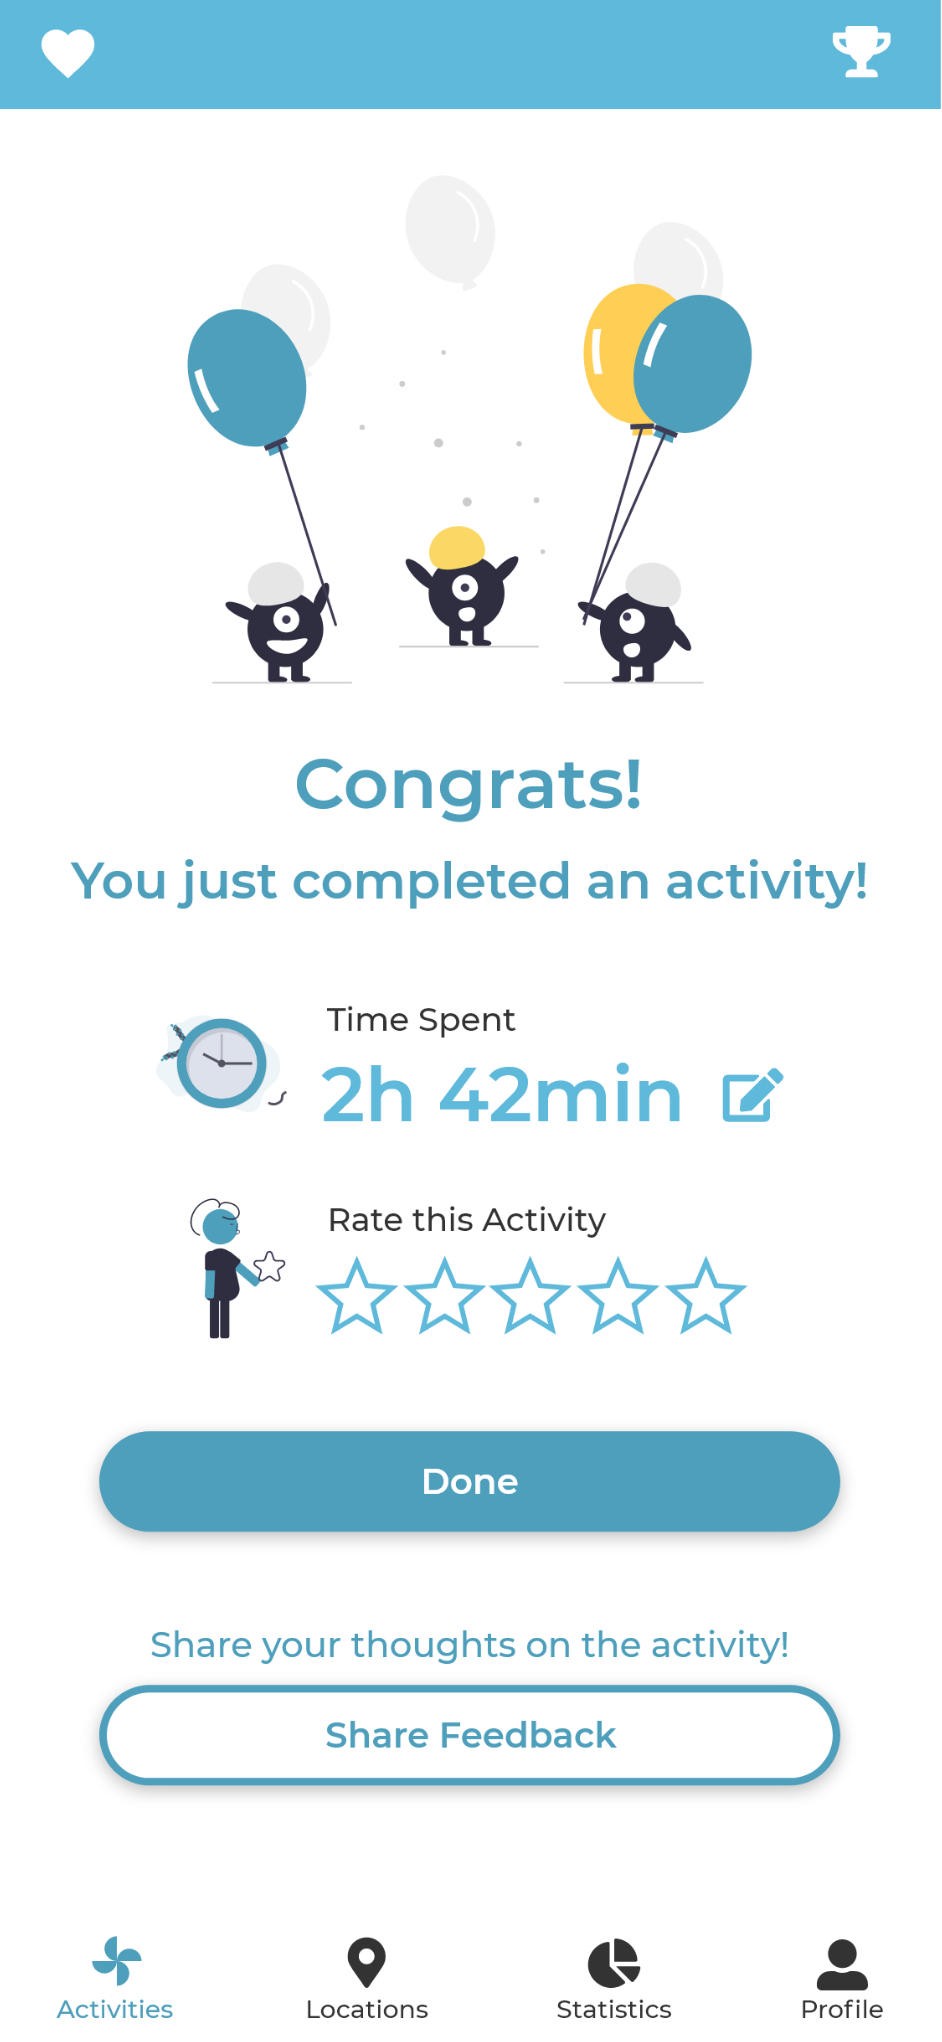 Congrats!
You just completed an activity!
Time Spent
2h 42min
Rate this Activity
Done
Share your thoughts on the activity!
Share Feedback
Activities
Locations
Statistics
Profile